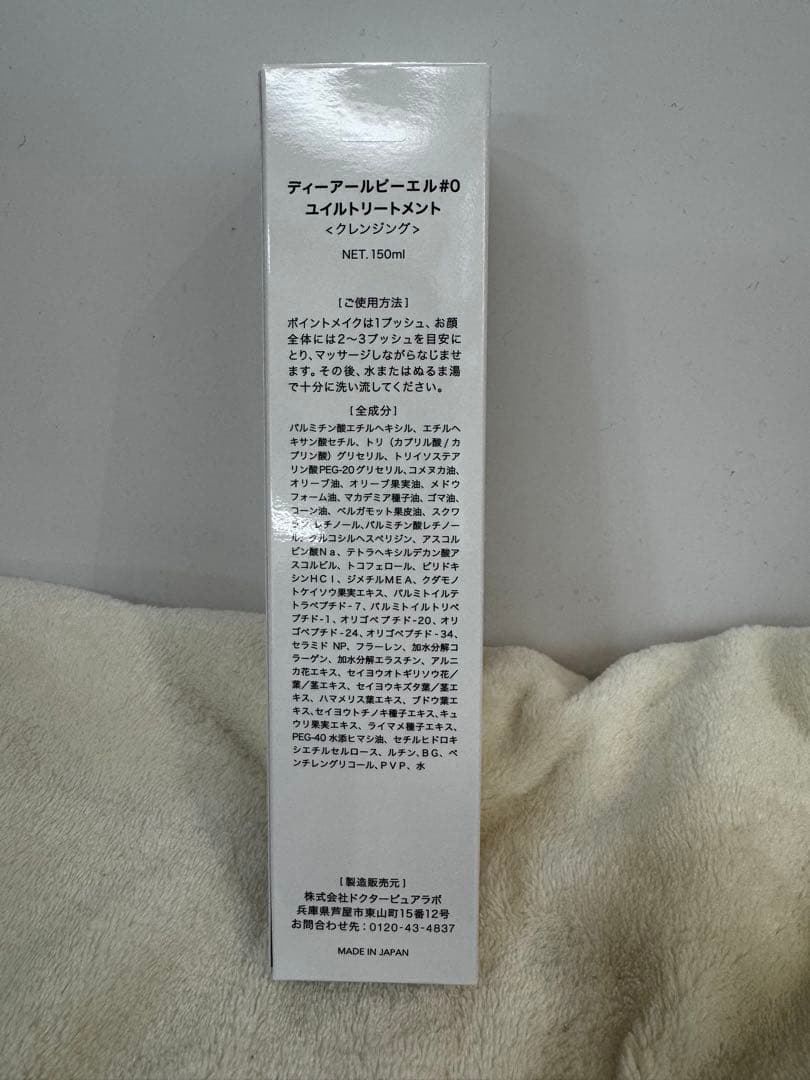 ディーアールピーエル#0
ユイルトリートメント
<クレンジング>
NET.150ml
[ご使用方法]
ポイントメイクは1プッシュ、お顔
全体には2〜3プッシュを目安に
とり、マッサージしながらなじませ
ます。その後、水またはぬるま湯
で十分に洗い流してください。
[全成分]
パルミチン酸エチルヘキシル、エチルヘ
キサン酸セチル、トリ(カプリル酸/カ
プリン酸)グリセリル、トリイソステア
リン酸PEG-20グリセリル、コメヌカ油、
オリーブ油、オリーブ果実油、メドウ
フォーム油、マカデミア種子油、ゴマ油、
コーン油、ベルガモット果皮油、スクワ
ラン、レチノール、パルミチン酸レチノー
ル、グルコシルヘスペリジン、アスコル
ビン酸Na、テトラヘキシルデカン酸ア
スコルビル、トコフェロール、ピリドキ
シンHCl、ジメチルMEA、クダモノ
トケイソウ果実エキス、パルミトイルテ
トラペプチド-7、パルミトイルトリペ
プチド-1、オリゴペプチド-20、オリ
ゴペプチド-24、オリゴペプチド-34、
セラミド NP、フラーレン、加水分解コ
ラーゲン、加水分解エラスチン、アルニ
カ花エキス、セイヨウオトギリソウ花/
葉/茎エキス、セイヨウキズタ葉/茎エ
キス、ハマメリス葉エキス、ブドウ葉エ
キス、セイヨウトチノキ種子エキス、キュ
ウリ果実エキス、ライマメ種子エキス、
PEG-40水添ヒマシ油、セチルヒドロキ
シエチルセルロース、ルチン、BG、ペ
ンチレングリコール、PVP、水
[製造販売元]
株式会社ドクターピュアラボ
兵庫県芦屋市東山町15番12号
お問合わせ先：0120-43-4837
MADE IN JAPAN